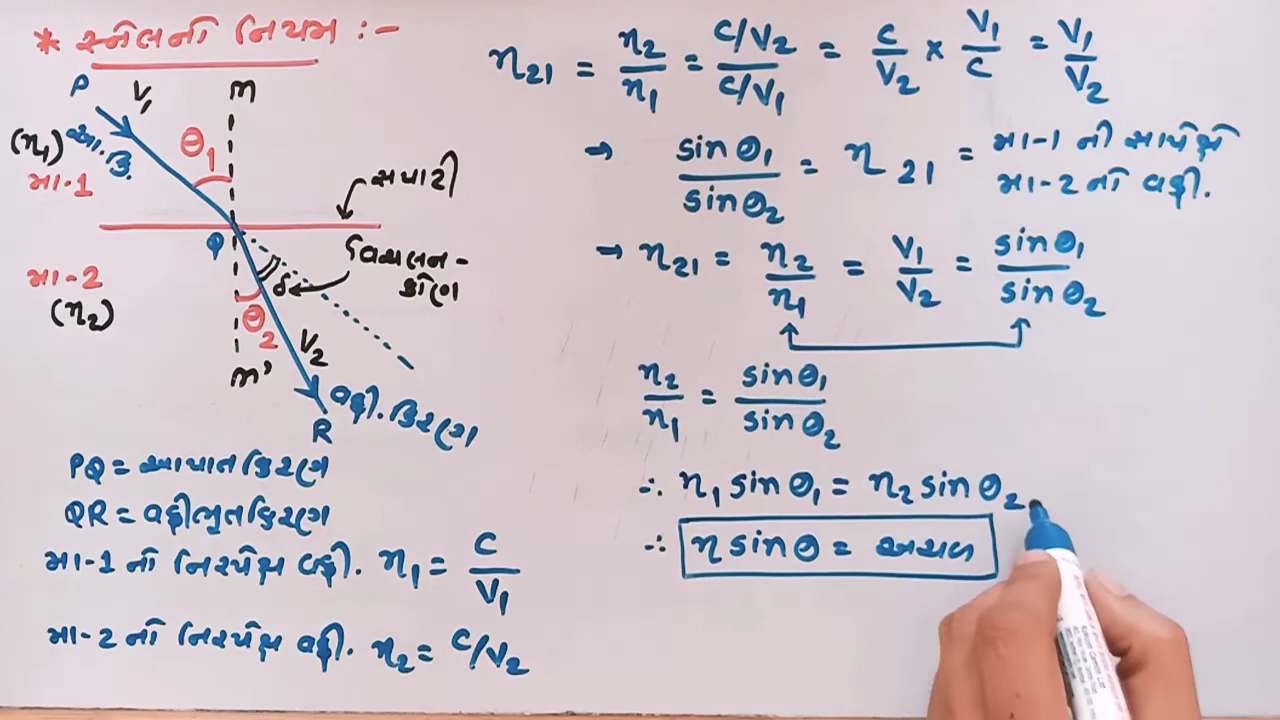 * સ્નેલનો નિયમ :-
P
V₁
M
(n₁)
આ.કિ.
θ₁
મા-1
સપાટી
Q
મા-2
(n₂)
વિચલન-
કોણ
δ
θ₂
V₂
M'
વક્રી. કિરણ
R
PQ = આપાતકિરણ
QR = વક્રીભૂતકિરણ
મા-1 નો નિરપેક્ષ વક્રી. n₁ = C/V₁
મા-2 નો નિરપેક્ષ વક્રી. n₂ = C/V₂
n₂₁ = n₂/n₁ = (C/V₂)/(C/V₁) = C/V₂ × V₁/C = V₁/V₂
→ sinθ₁/sinθ₂ = n₂₁ = મા-1 ની સાપેક્ષે
મા-2 નો વક્રી.
→ n₂₁ = n₂/n₁ = V₁/V₂ = sinθ₁/sinθ₂
n₂/n₁ = sinθ₁/sinθ₂
∴ n₁ sinθ₁ = n₂ sinθ₂
∴ n sinθ = અચળ